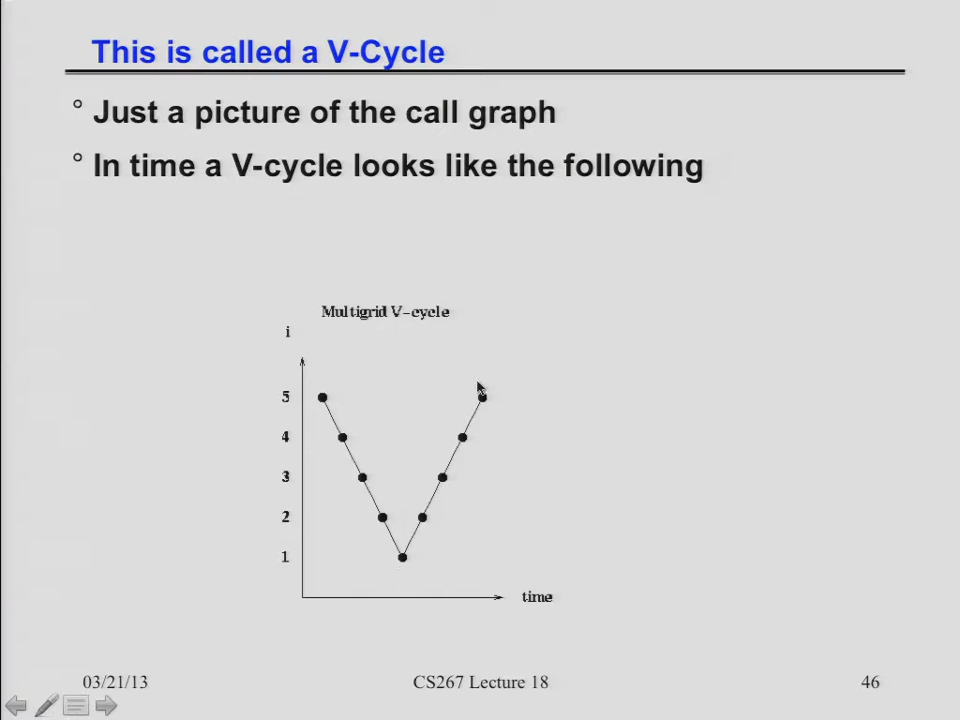 This is called a V-Cycle
° Just a picture of the call graph
° In time a V-cycle looks like the following
Multigrid V-cycle
i
5
4
3
2
1
time
03/21/13 CS267 Lecture 18 46